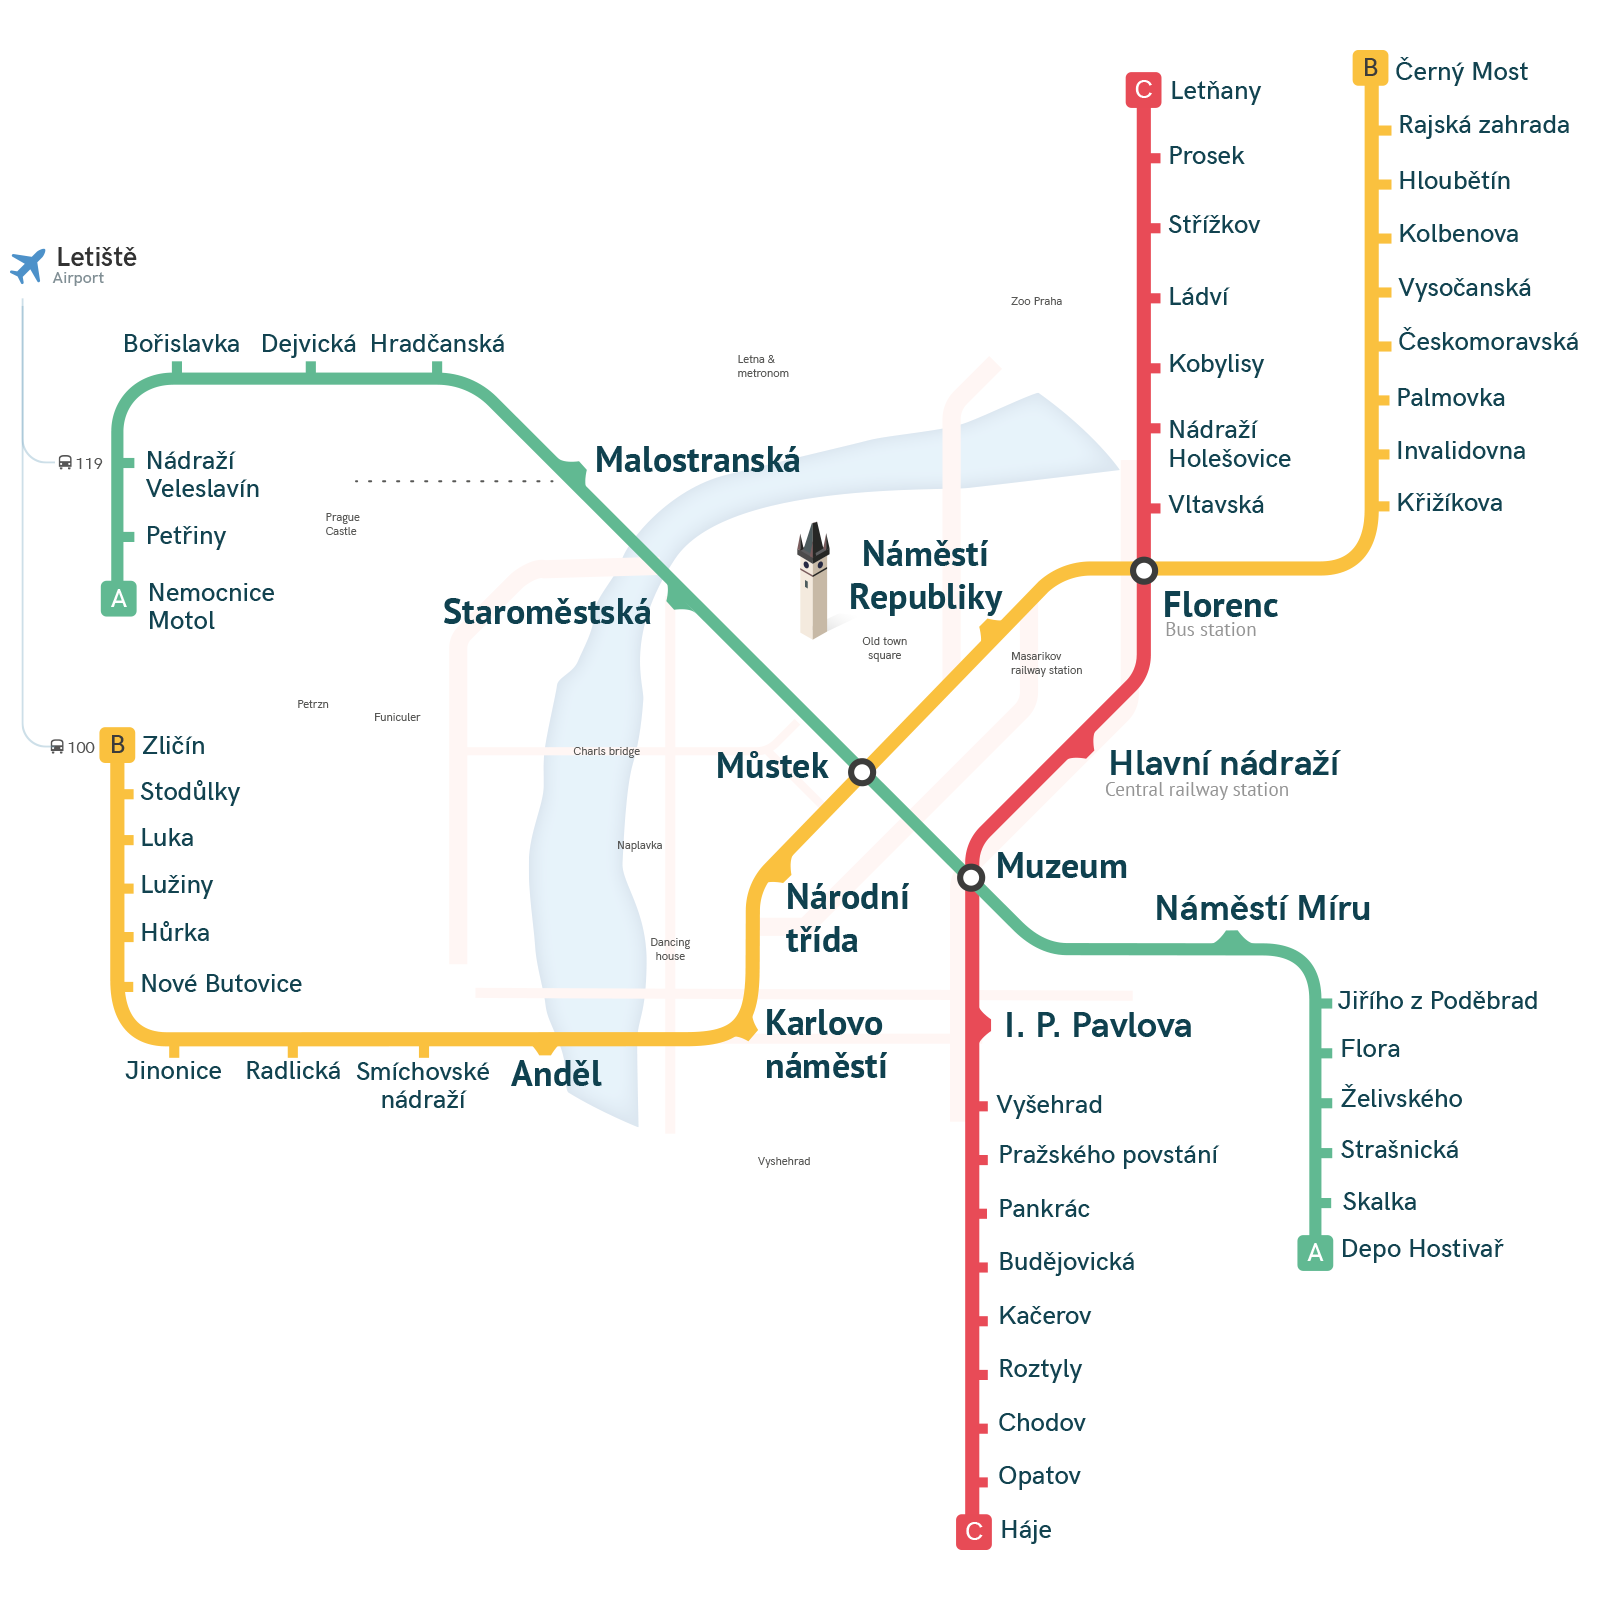 B
Černý Most
C
Letňany
Rajská zahrada
Prosek
Hloubětín
Střížkov
Kolbenova
Letiště
Airport
Vysočanská
Ládví
Zoo Praha
Bořislavka
Dejvická
Hradčanská
Českomoravská
Letna &
metronom
Kobylisy
Palmovka
Nádraží
Holešovice
Invalidovna
119
Nádraží
Veleslavín
Malostranská
Vltavská
Křižíkova
Prague
Castle
Petřiny
Náměstí
Republiky
A
Nemocnice
Motol
Staroměstská
Florenc
Bus station
Old town
square
Masarikov
railway station
Petrzn
Funiculer
100
B
Zličín
Charls bridge
Můstek
Hlavní nádraží
Central railway station
Stodůlky
Luka
Naplavka
Muzeum
Lužiny
Národní
třída
Náměstí Míru
Hůrka
Dancing
house
Nové Butovice
Jiřího z Poděbrad
Karlovo
náměstí
I. P. Pavlova
Flora
Jinonice
Radlická
Smíchovské
nádraží
Anděl
Vyšehrad
Želivského
Vyshehrad
Pražského povstání
Strašnická
Pankrác
Skalka
Budějovická
A
Depo Hostivař
Kačerov
Roztyly
Chodov
Opatov
C
Háje